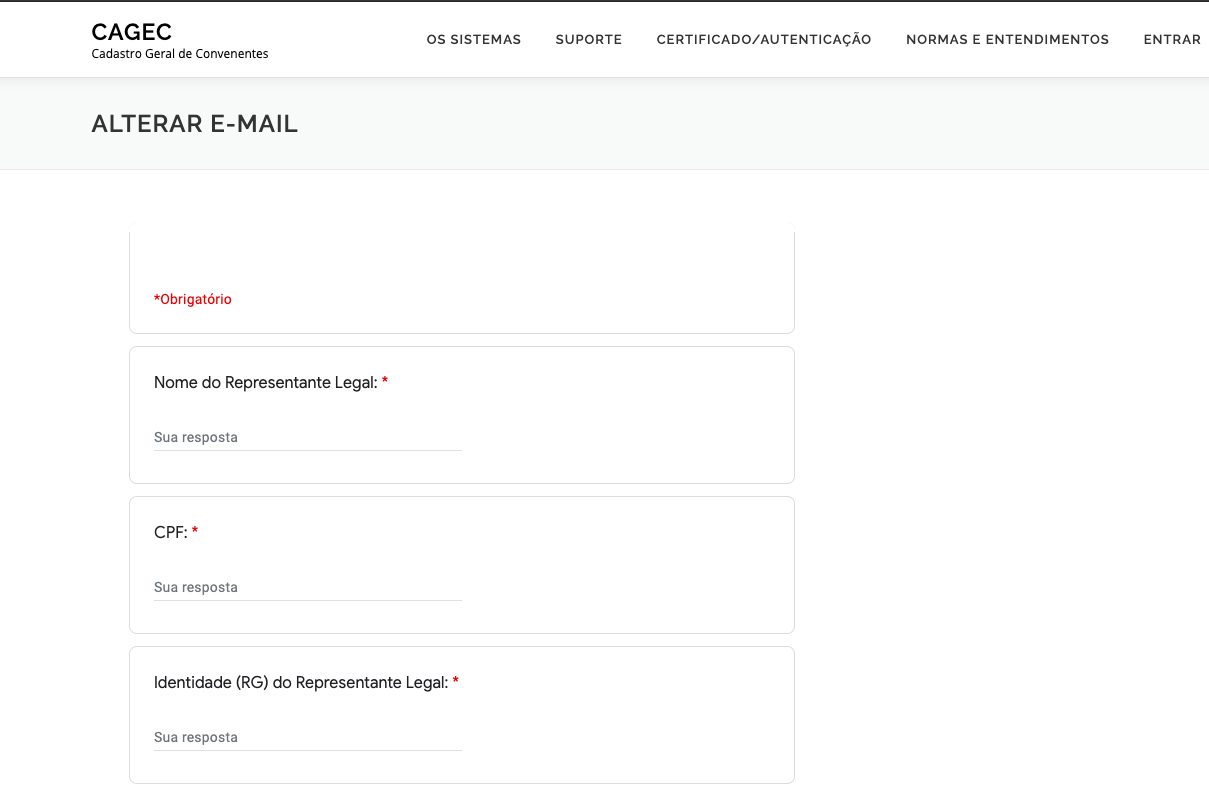 CAGEC
Cadastro Geral de Convenentes
OS SISTEMAS SUPORTE CERTIFICADO/AUTENTICAÇÃO NORMAS E ENTENDIMENTOS ENTRAR
ALTERAR E-MAIL
*Obrigatório
Nome do Representante Legal: *
Sua resposta
CPF: *
Sua resposta
Identidade (RG) do Representante Legal: *
Sua resposta